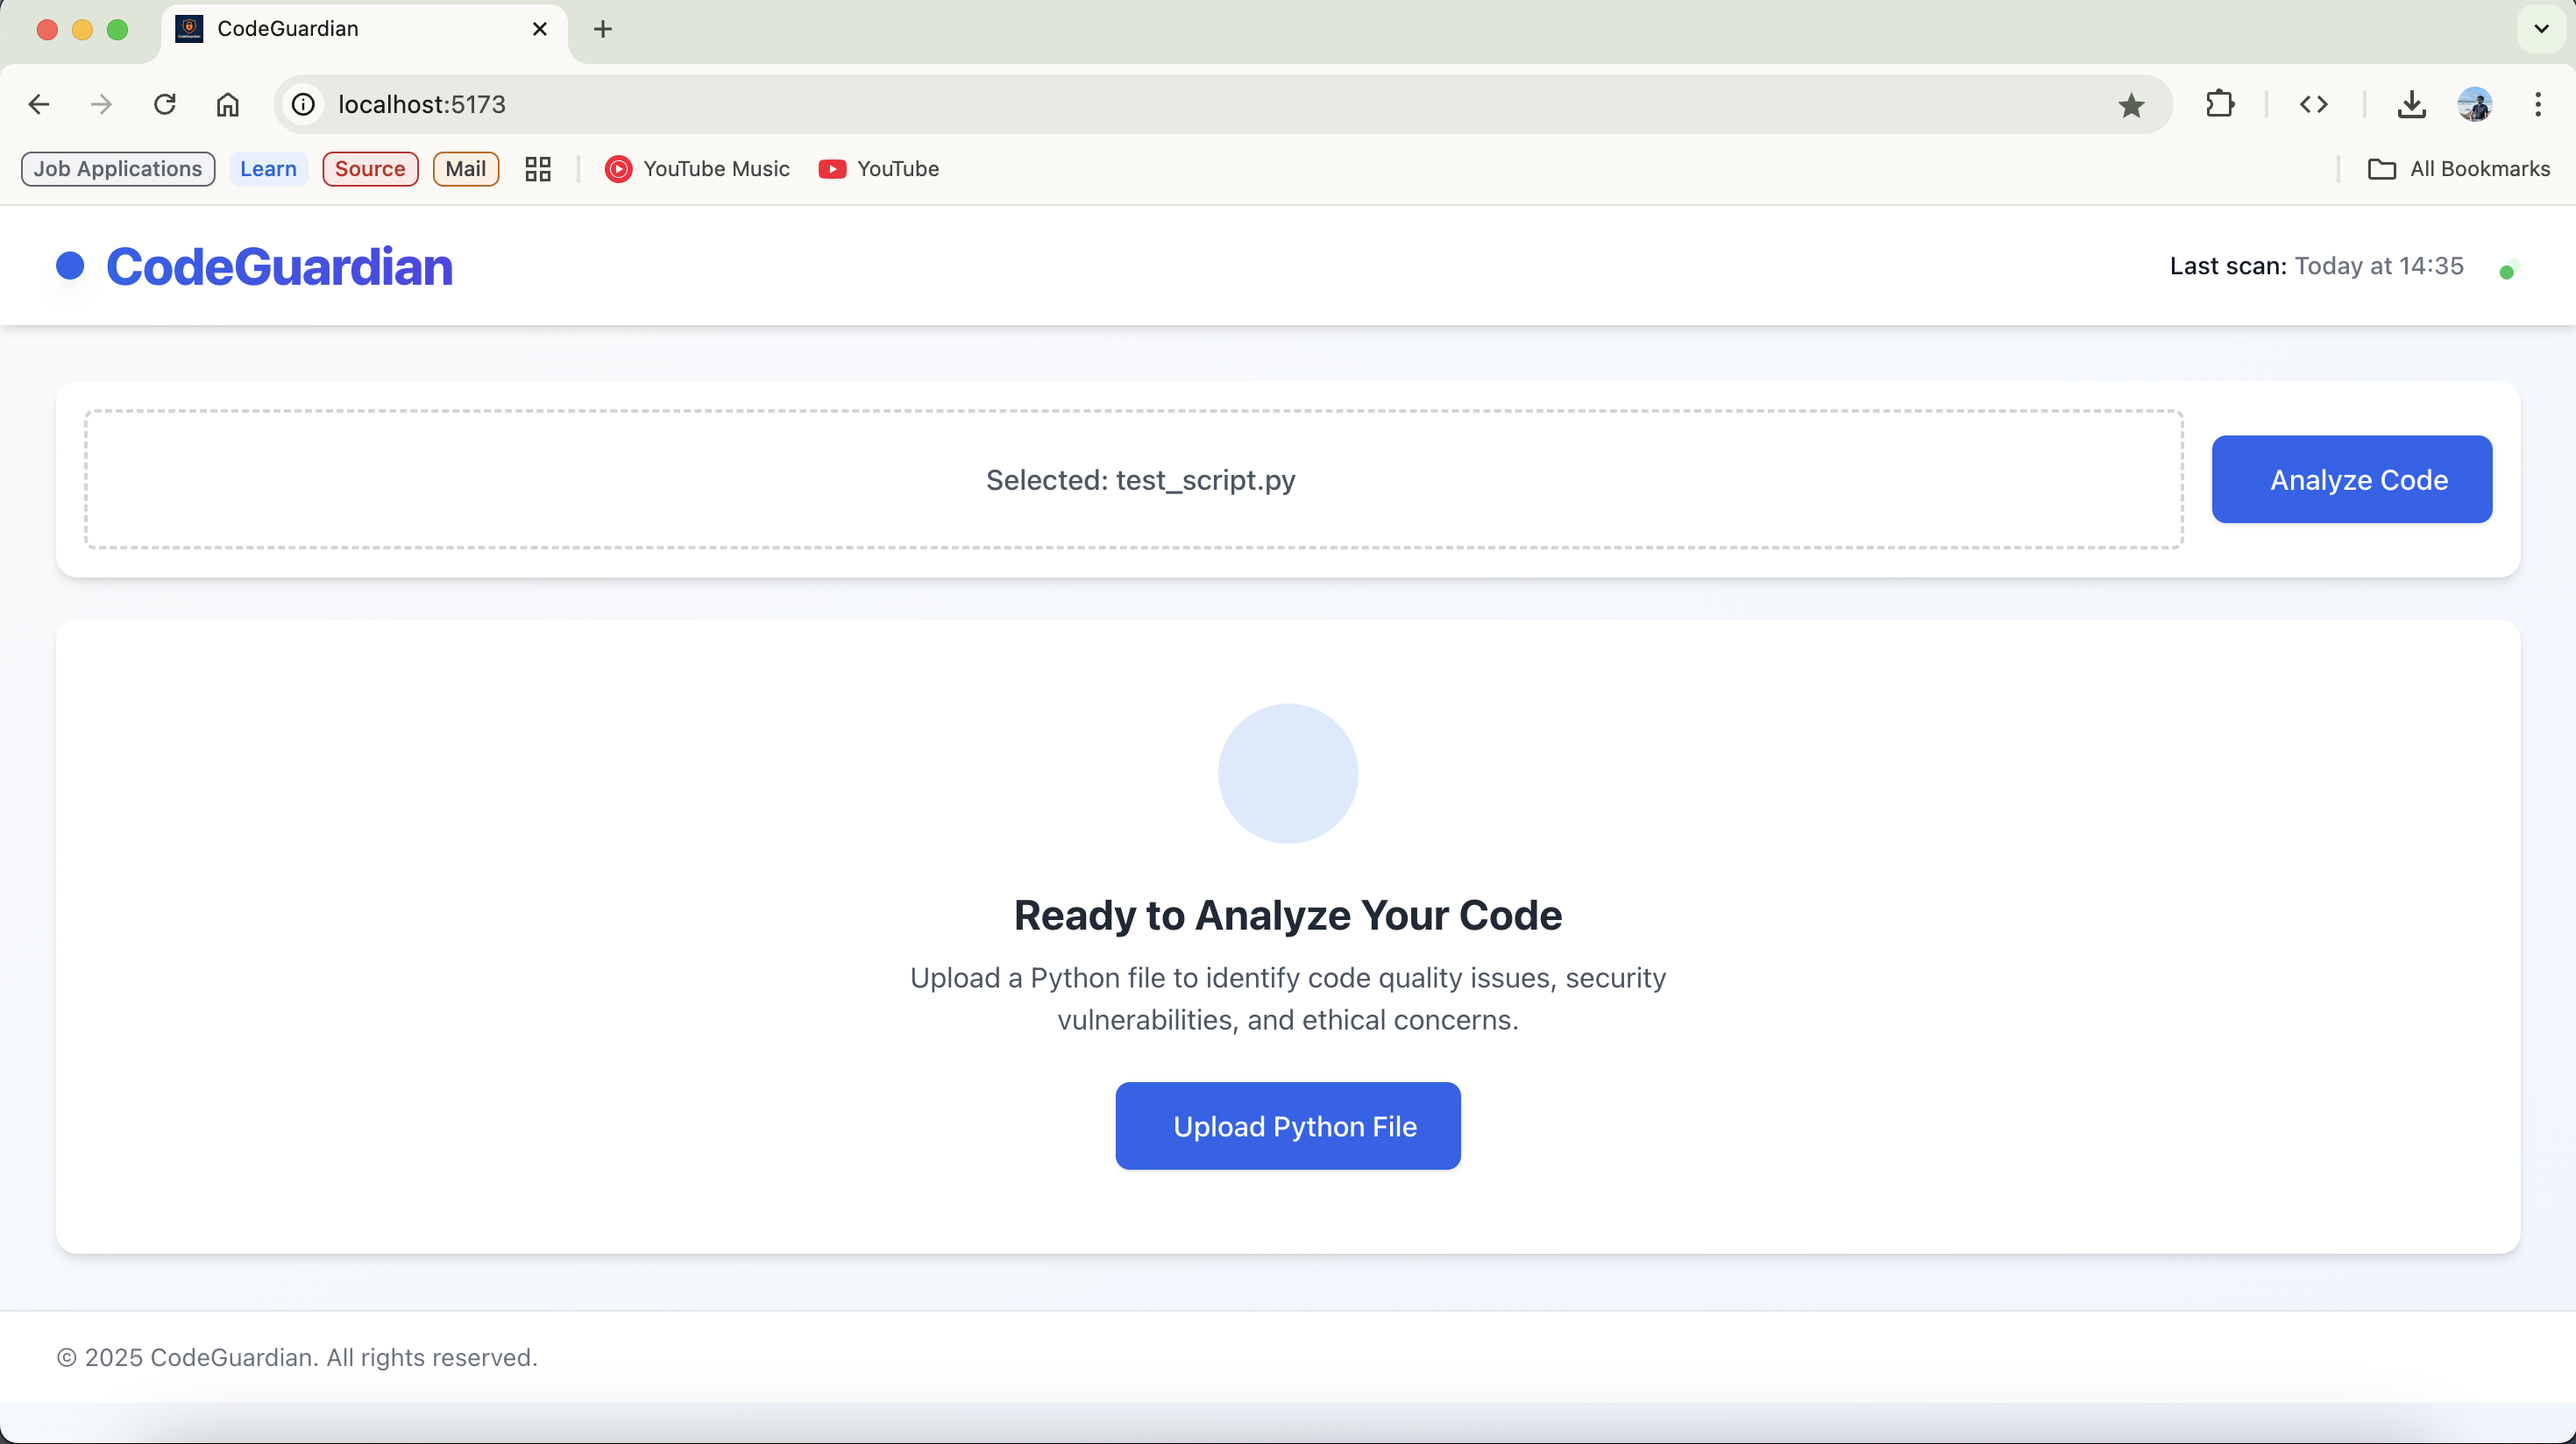 CodeGuardian
localhost:5173
Job Applications Learn Source Mail YouTube Music YouTube All Bookmarks
CodeGuardian Last scan: Today at 14:35
Selected: test_script.py Analyze Code
Ready to Analyze Your Code
Upload a Python file to identify code quality issues, security
vulnerabilities, and ethical concerns.
Upload Python File
© 2025 CodeGuardian. All rights reserved.